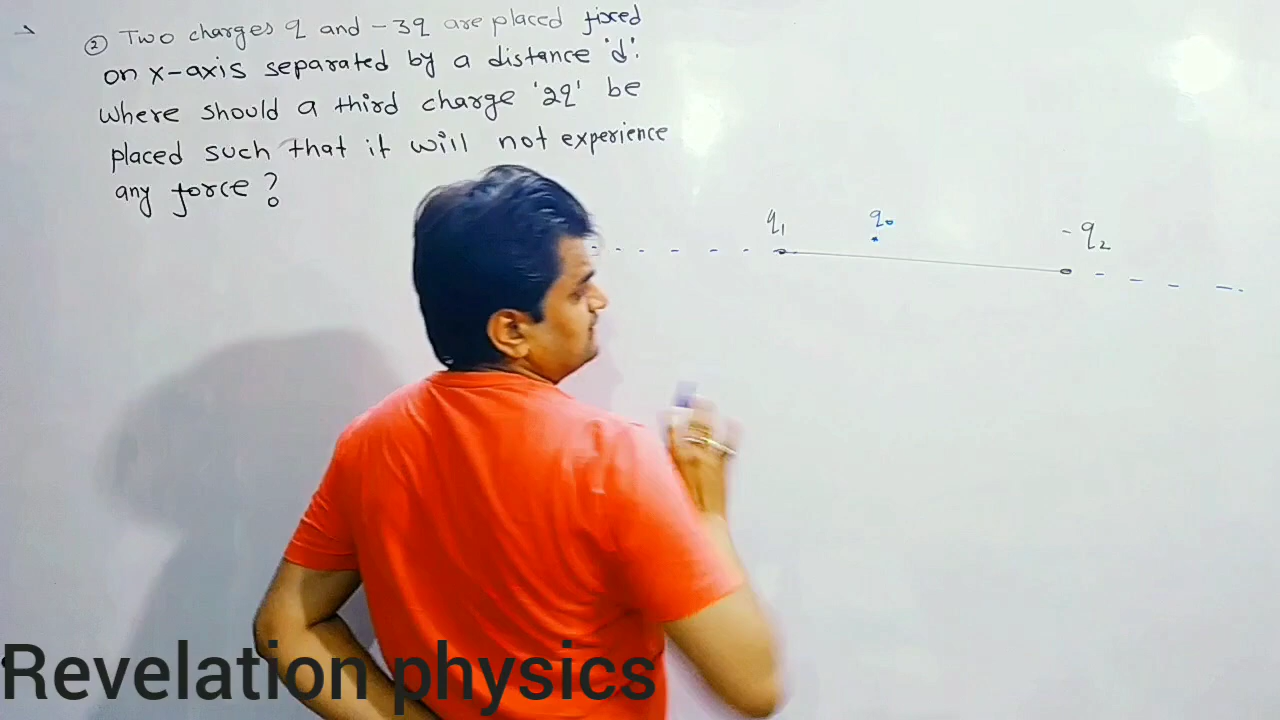 ② Two charges q and -3q are placed fixed
on x-axis separated by a distance 'd'.
Where should a third charge '2q' be
placed such that it will not experience
any force?
q₁ q₀ -q₂
Revelation physics